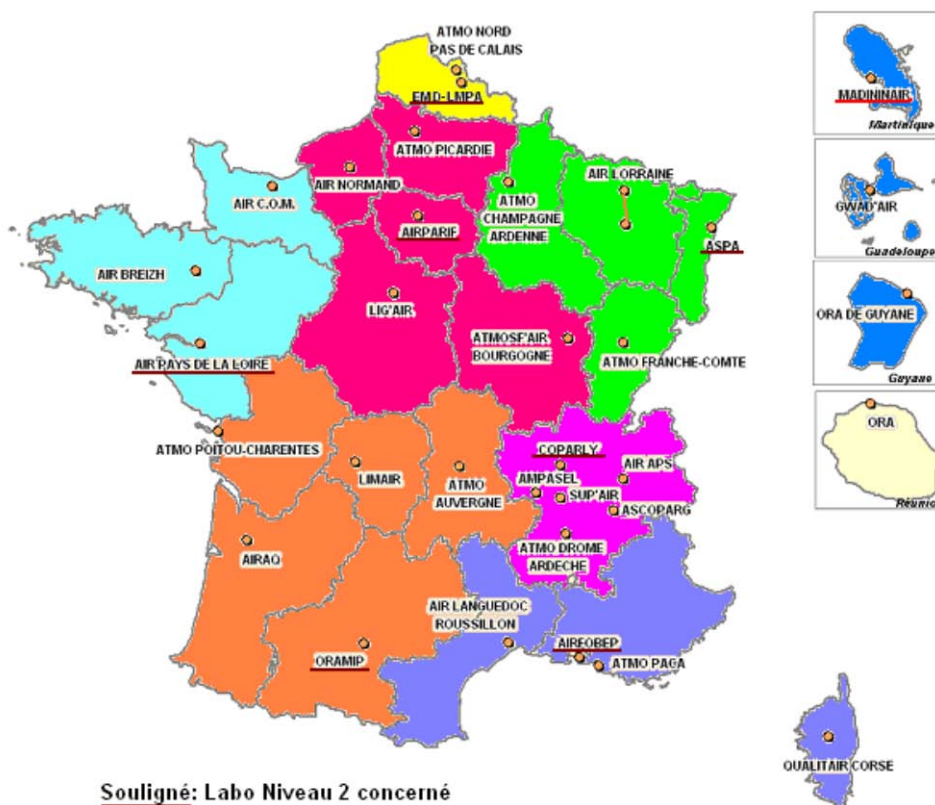 ATMO NORD
PAS DE CALAIS
EMD-LMPA
MADININAIR
Martinique
ATMO PICARDIE
AIR NORMAND
AIR LORRAINE
AIR C.O.M.
ATMO
CHAMPAGNE
ARDENNE
GWAD'AIR
AIRPARIF
ASPA
Guadeloupe
AIR BREIZH
LIG'AIR
ORA DE GUYANE
ATMOSF'AIR
BOURGOGNE
AIR PAYS DE LA LOIRE
ATMO FRANCHE-COMTE
Guyane
ORA
ATMO POITOU-CHARENTES
COPARLY
LIMAIR
ATMO
AUVERGNE
AIR APS
AMPASEL
SUP'AIR
ASCOPARG
Réunio
AIRAQ
ATMO DROME
ARDECHE
AIR LANGUEDOC
ROUSSILLON
ORAMIP
AIRFOBEP
ATMO PACA
QUALITAIR CORSE
Souligné: Labo Niveau 2 concerné